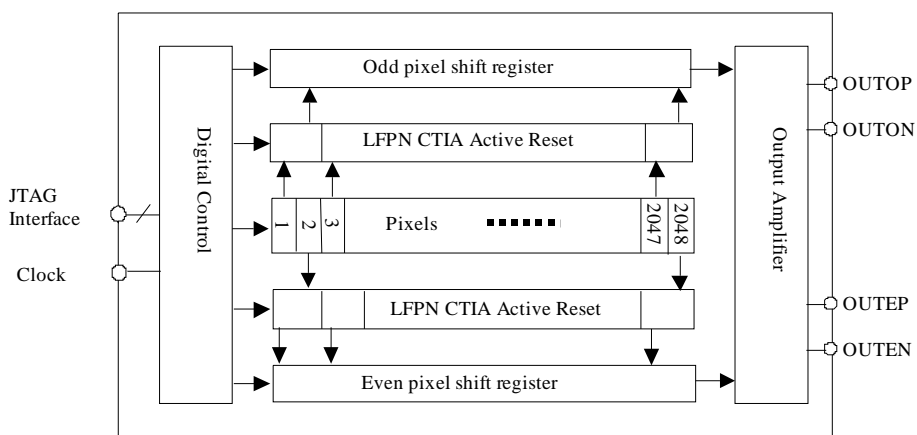 Odd pixel shift register
OUTOP
LFPN CTIA Active Reset
OUTON
Digital Control
Output Amplifier
JTAG
Interface
1
2
3
Pixels
2047
2048
Clock
LFPN CTIA Active Reset
OUTEP
OUTEN
Even pixel shift register